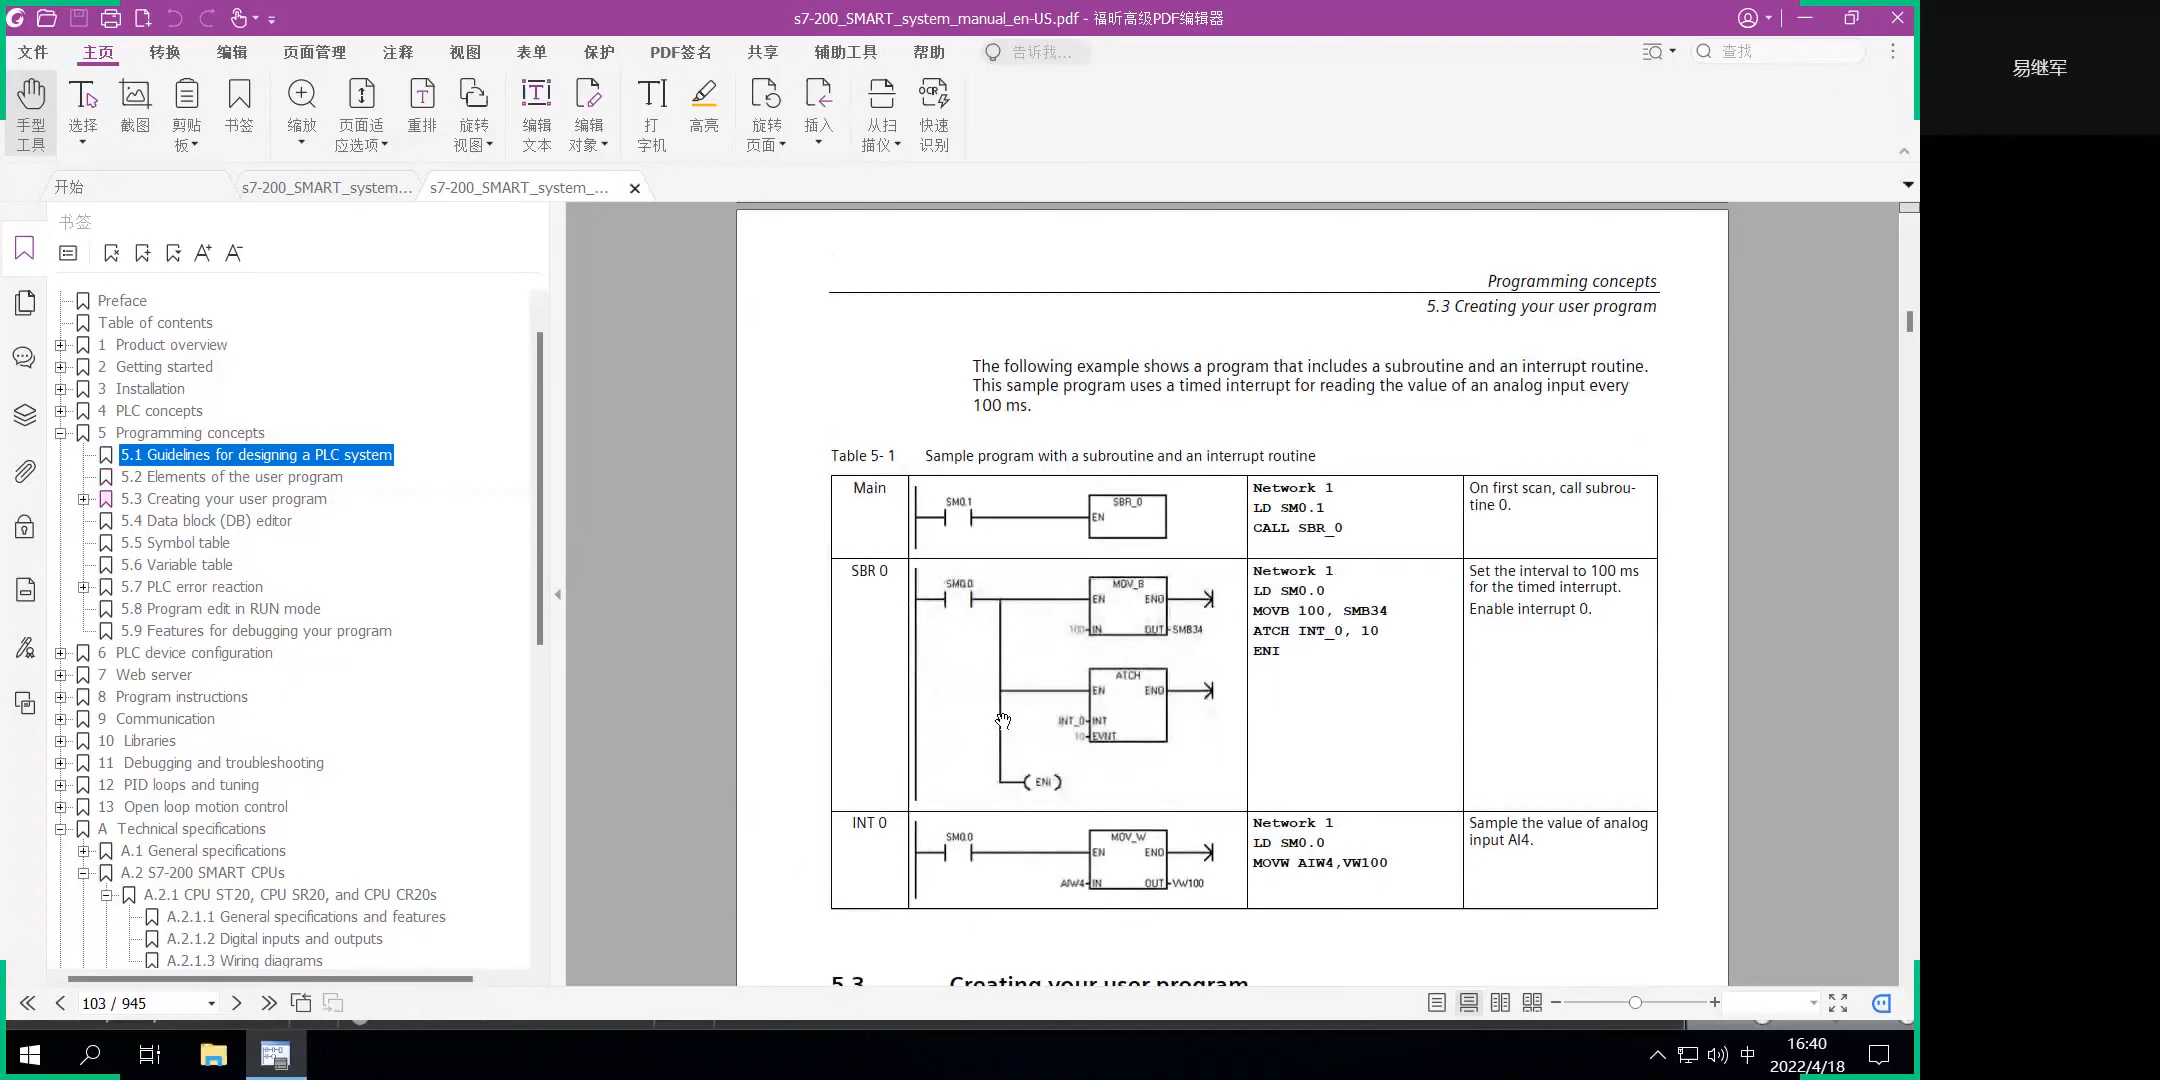 s7-200_SMART_system_manual_en-US.pdf - 福昕高级PDF编辑器
易继军
文件 主页 转换 编辑 页面管理 注释 视图 表单 保护 PDF签名 共享 辅助工具 帮助 告诉我... 查找
手型工具 选择 截图 剪贴板 书签 缩放 页面适应选项 重排 旋转视图 编辑文本 编辑对象 打字机 高亮 旋转页面 插入 从扫描仪 快速识别
开始 s7-200_SMART_system... s7-200_SMART_system_...
书签
Preface
Table of contents
1 Product overview
2 Getting started
3 Installation
4 PLC concepts
5 Programming concepts
5.1 Guidelines for designing a PLC system
5.2 Elements of the user program
5.3 Creating your user program
5.4 Data block (DB) editor
5.5 Symbol table
5.6 Variable table
5.7 PLC error reaction
5.8 Program edit in RUN mode
5.9 Features for debugging your program
6 PLC device configuration
7 Web server
8 Program instructions
9 Communication
10 Libraries
11 Debugging and troubleshooting
12 PID loops and tuning
13 Open loop motion control
A Technical specifications
A.1 General specifications
A.2 S7-200 SMART CPUs
A.2.1 CPU ST20, CPU SR20, and CPU CR20s
A.2.1.1 General specifications and features
A.2.1.2 Digital inputs and outputs
A.2.1.3 Wiring diagrams
Programming concepts
5.3 Creating your user program
The following example shows a program that includes a subroutine and an interrupt routine.
This sample program uses a timed interrupt for reading the value of an analog input every
100 ms.
Table 5- 1 Sample program with a subroutine and an interrupt routine
Main
SM0.1
SBR_0
EN
Network 1
LD SM0.1
CALL SBR_0
On first scan, call subrou-
tine 0.
SBR 0
SM0.0
MOV_B
EN ENO
100 IN OUT SMB34
ATCH
EN ENO
INT_0 INT
10 EVNT
ENI
Network 1
LD SM0.0
MOVB 100, SMB34
ATCH INT_0, 10
ENI
Set the interval to 100 ms
for the timed interrupt.
Enable interrupt 0.
INT 0
SM0.0
MOV_W
EN ENO
AIW4 IN OUT VW100
Network 1
LD SM0.0
MOVW AIW4,VW100
Sample the value of analog
input AI4.
5.3 Creating your user program
103 / 945
中
16:40
2022/4/18